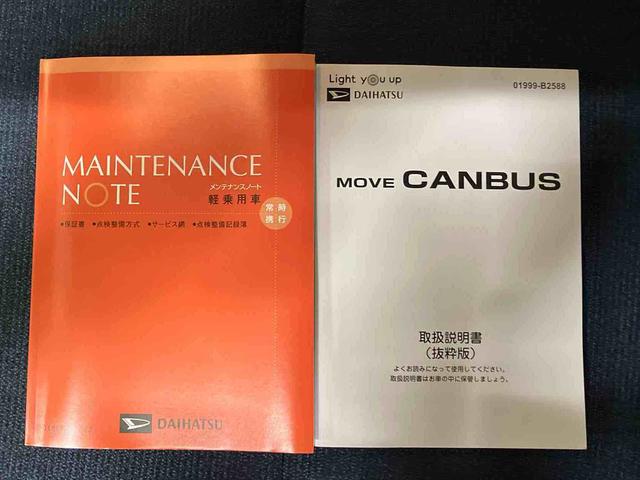 MAINTENANCE
NOTE
メンテナンスノート
軽乗用車
常時
携行
•保証書 •点検整備方式 •サービス網 •点検整備記録簿
DAIHATSU
Light you up
DAIHATSU
01999-B2588
MOVE CANBUS
取扱説明書
(抜粋版)
よくお読みになって使用してください。
取扱説明書はお車の中に保管しましょう。